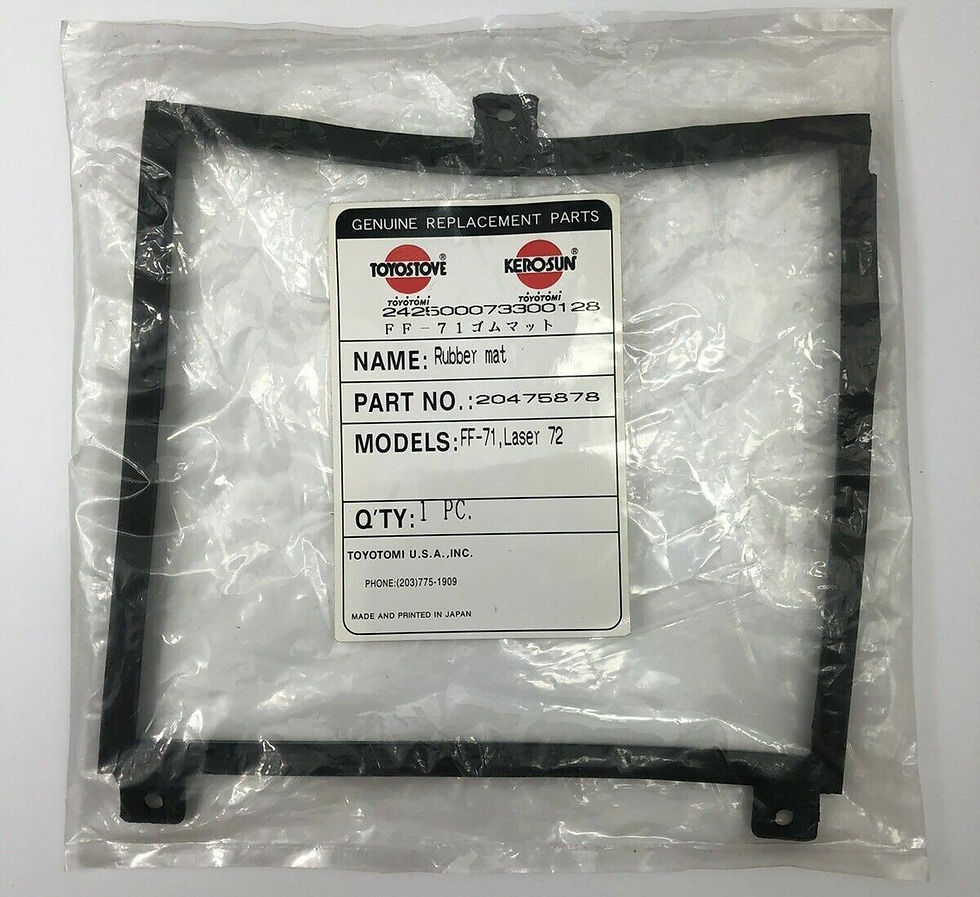 GENUINE REPLACEMENT PARTS
TOYOSTOVE® KEROSUN®
TOYOTOMI TOYOTOMI
242500073300128
FF-71ゴムマット
NAME: Rubber mat
PART NO.: 20475878
MODELS: FF-71, Laser 72
Q'TY: 1 PC.
TOYOTOMI U.S.A.,INC.
PHONE:(203)775-1909
MADE AND PRINTED IN JAPAN